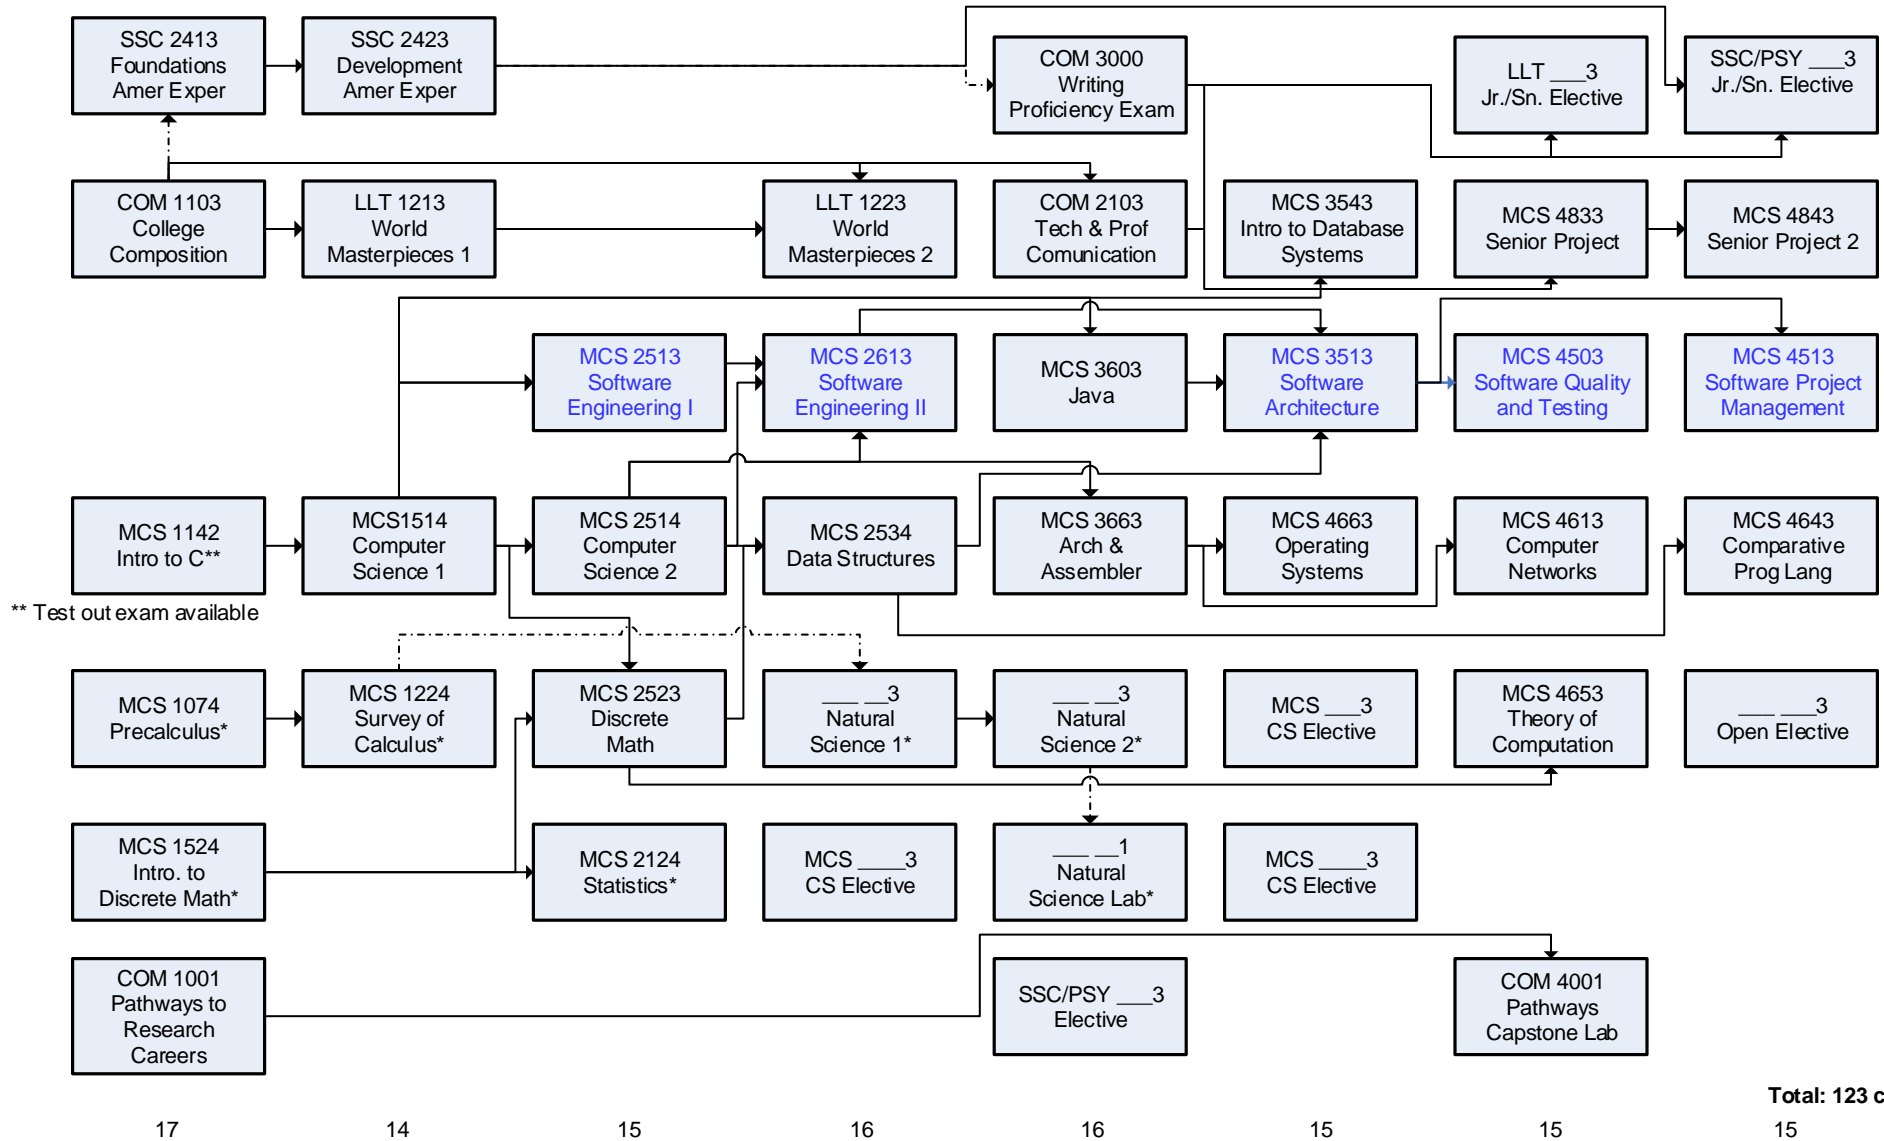 SSC 2413
Foundations
Amer Exper
SSC 2423
Development
Amer Exper
COM 3000
Writing
Proficiency Exam
LLT ___3
Jr./Sn. Elective
SSC/PSY ___3
Jr./Sn. Elective
COM 1103
College
Composition
LLT 1213
World
Masterpieces 1
LLT 1223
World
Masterpieces 2
COM 2103
Tech & Prof
Comunication
MCS 3543
Intro to Database
Systems
MCS 4833
Senior Project
MCS 4843
Senior Project 2
MCS 2513
Software
Engineering I
MCS 2613
Software
Engineering II
MCS 3603
Java
MCS 3513
Software
Architecture
MCS 4503
Software Quality
and Testing
MCS 4513
Software Project
Management
MCS 1142
Intro to C**
MCS1514
Computer
Science 1
MCS 2514
Computer
Science 2
MCS 2534
Data Structures
MCS 3663
Arch &
Assembler
MCS 4663
Operating
Systems
MCS 4613
Computer
Networks
MCS 4643
Comparative
Prog Lang
** Test out exam available
MCS 1074
Precalculus*
MCS 1224
Survey of
Calculus*
MCS 2523
Discrete
Math
___ __3
Natural
Science 1*
___ __3
Natural
Science 2*
MCS ___3
CS Elective
MCS 4653
Theory of
Computation
___ ___3
Open Elective
MCS 1524
Intro. to
Discrete Math*
MCS 2124
Statistics*
MCS ____3
CS Elective
___ __1
Natural
Science Lab*
MCS ____3
CS Elective
COM 1001
Pathways to
Research
Careers
SSC/PSY ___3
Elective
COM 4001
Pathways
Capstone Lab
Total: 123 c
17 14 15 16 16 15 15 15